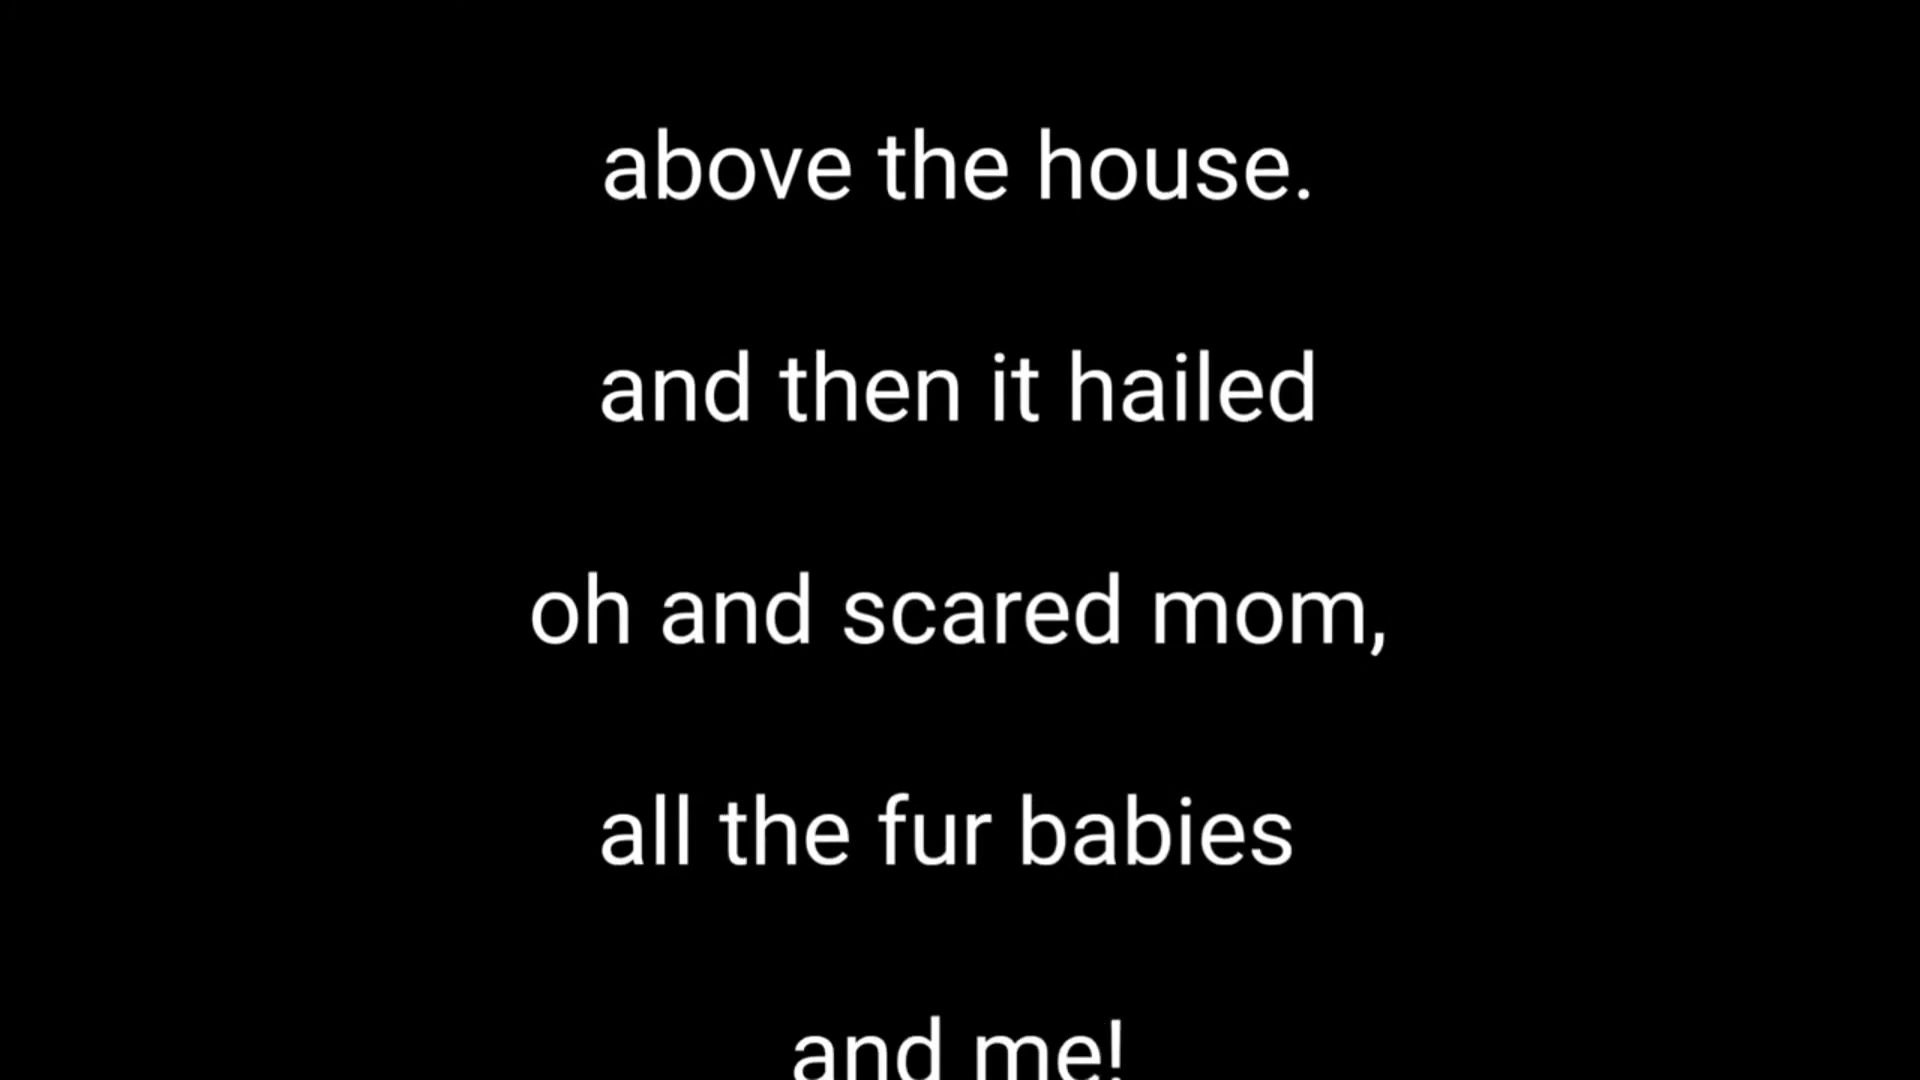 above the house.
and then it hailed
oh and scared mom,
all the fur babies
and me!